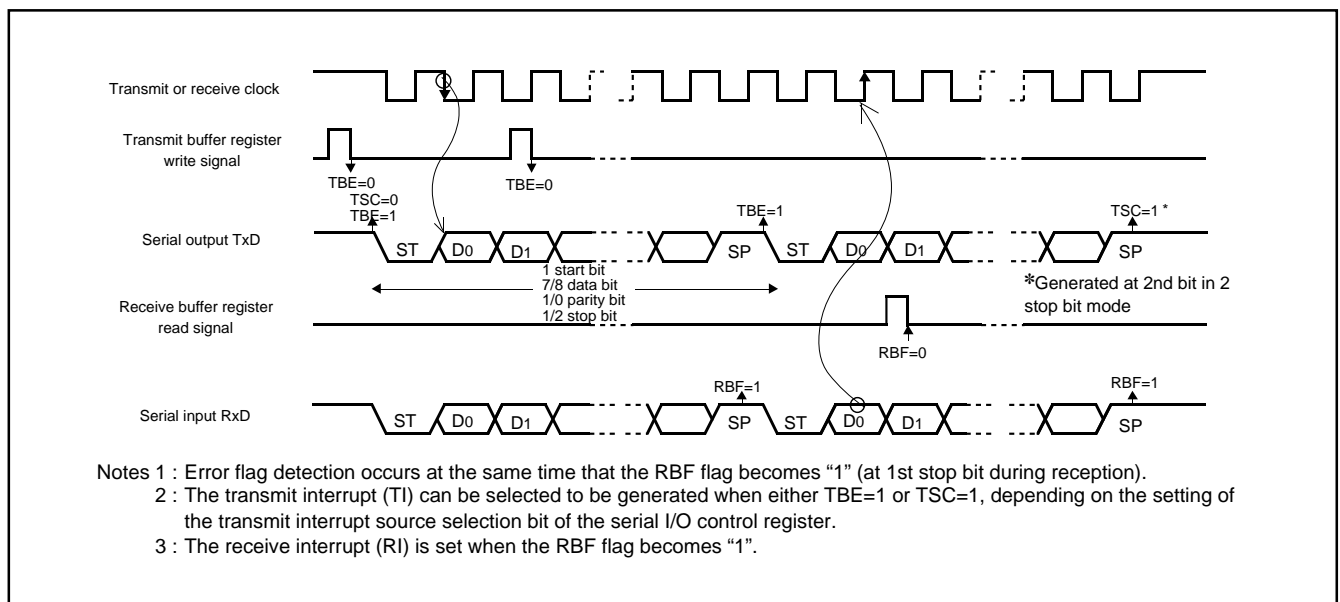 Transmit or receive clock
Transmit buffer register
write signal
TBE=0
TBE=0
TSC=0
TBE=1
TBE=1
TSC=1 *
Serial output TxD
ST
D0
D1
SP
ST
D0
D1
SP
1 start bit
7/8 data bit
1/0 parity bit
1/2 stop bit
*Generated at 2nd bit in 2
stop bit mode
Receive buffer register
read signal
RBF=0
RBF=1
RBF=1
Serial input RxD
ST
D0
D1
SP
ST
D0
D1
SP
Notes 1 : Error flag detection occurs at the same time that the RBF flag becomes “1” (at 1st stop bit during reception).
2 : The transmit interrupt (TI) can be selected to be generated when either TBE=1 or TSC=1, depending on the setting of
the transmit interrupt source selection bit of the serial I/O control register.
3 : The receive interrupt (RI) is set when the RBF flag becomes “1”.